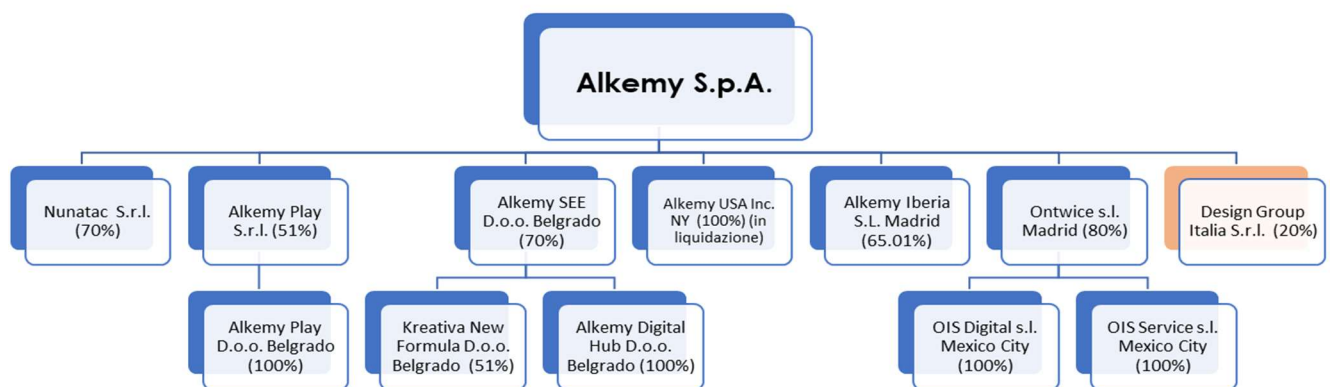 Alkemy S.p.A.
Nunatac S.r.l.
(70%)
Alkemy Play
S.r.l. (51%)
Alkemy SEE
D.o.o. Belgrado
(70%)
Alkemy USA Inc.
NY (100%) (in
liquidazione)
Alkemy Iberia
S.L. Madrid
(65.01%)
Ontwice s.l.
Madrid (80%)
Design Group
Italia S.r.l. (20%)
Alkemy Play
D.o.o. Belgrado
(100%)
Kreativa New
Formula D.o.o.
Belgrado (51%)
Alkemy Digital
Hub D.o.o.
Belgrado (100%)
OIS Digital s.l.
Mexico City
(100%)
OIS Service s.l.
Mexico City
(100%)